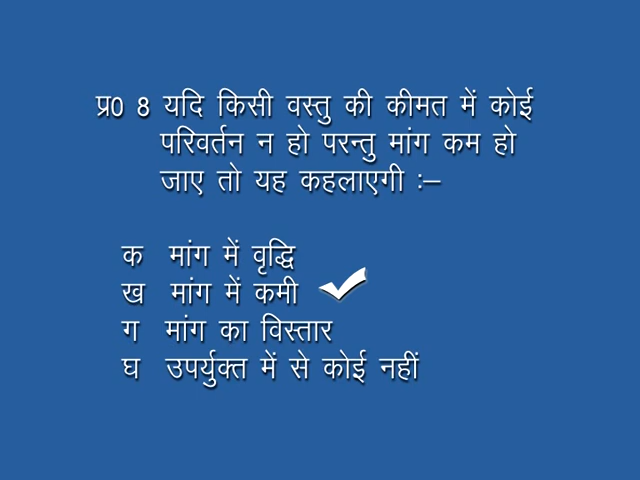 प्र0 8 यदि किसी वस्तु की कीमत में कोई
परिवर्तन न हो परन्तु मांग कम हो
जाए तो यह कहलाएगी :–
क मांग में वृद्धि
ख मांग में कमी
ग मांग का विस्तार
घ उपर्युक्त में से कोई नहीं